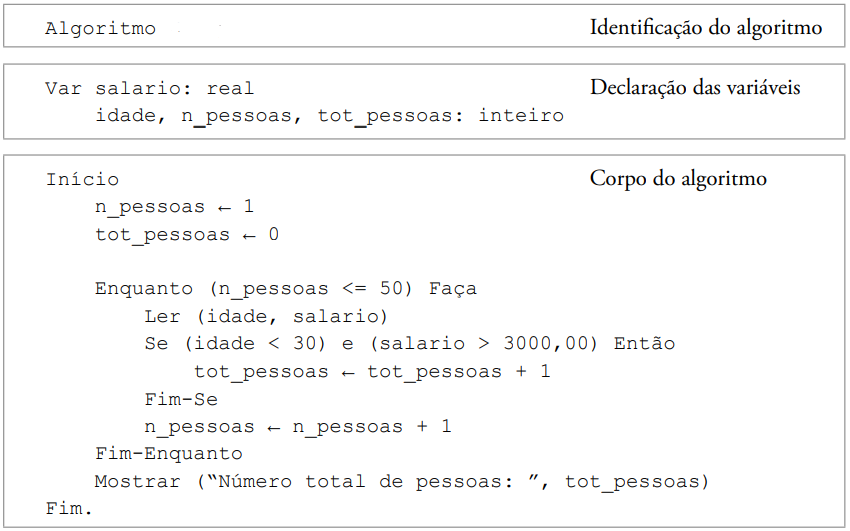 Algoritmo Identificação do algoritmo
Var salario: real Declaração das variáveis
idade, n_pessoas, tot_pessoas: inteiro
Início Corpo do algoritmo
n_pessoas ← 1
tot_pessoas ← 0
Enquanto (n_pessoas <= 50) Faça
Ler (idade, salario)
Se (idade < 30) e (salario > 3000,00) Então
tot_pessoas ← tot_pessoas + 1
Fim-Se
n_pessoas ← n_pessoas + 1
Fim-Enquanto
Mostrar (“Número total de pessoas: ”, tot_pessoas)
Fim.